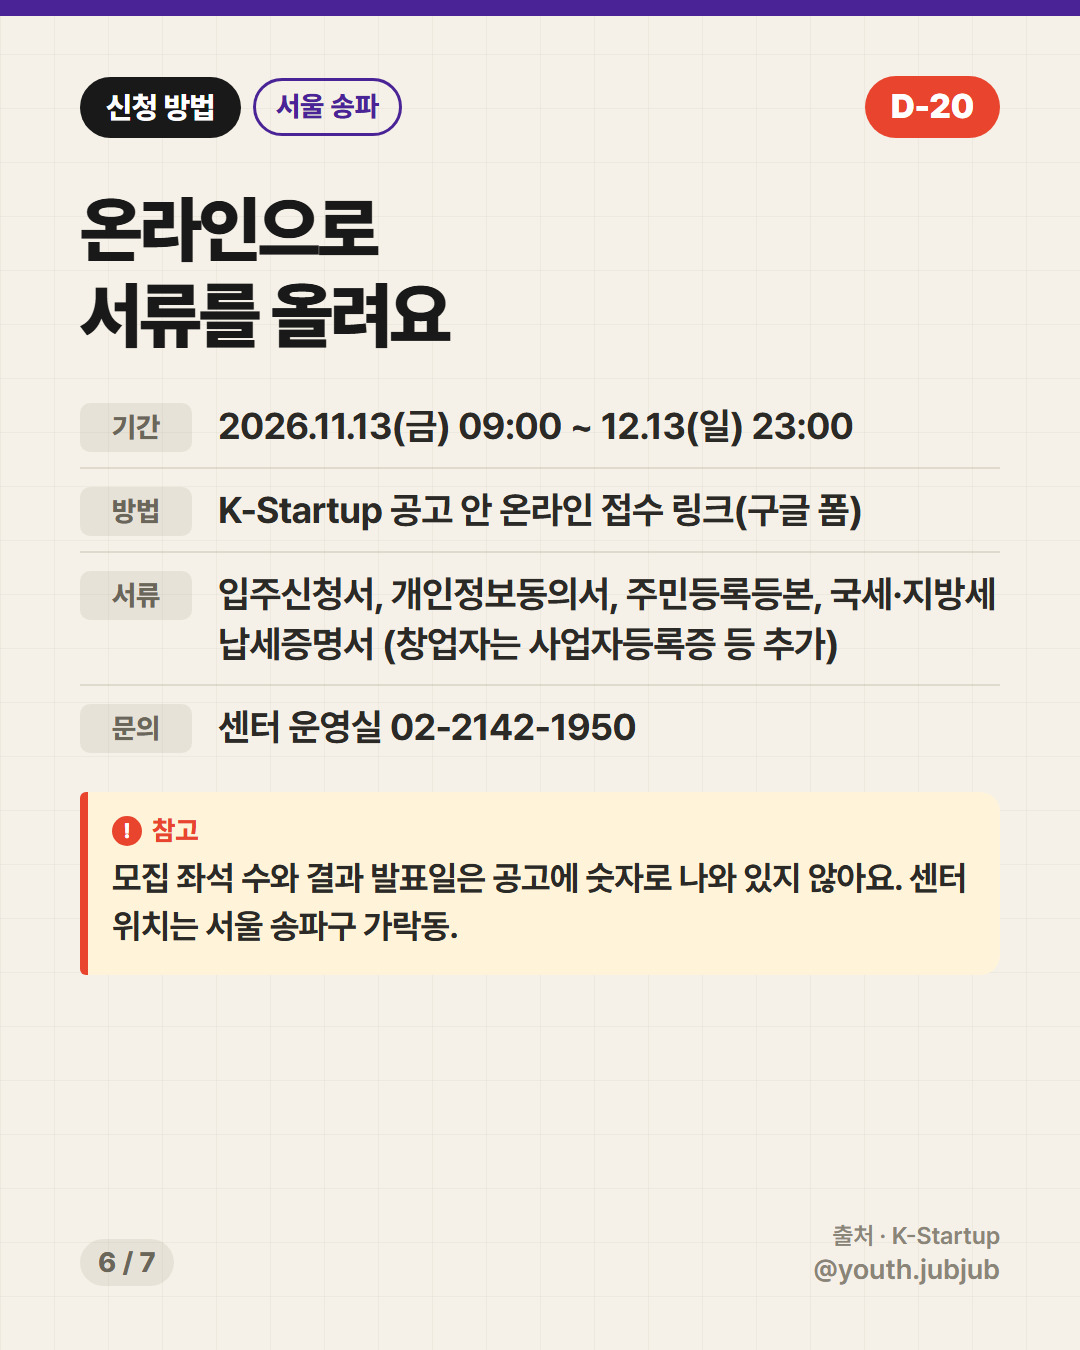 신청 방법
서울 송파
D-20
온라인으로
서류를 올려요
기간
2026.11.13(금) 09:00 ~ 12.13(일) 23:00
방법
K-Startup 공고 안 온라인 접수 링크(구글 폼)
서류
입주신청서, 개인정보동의서, 주민등록등본, 국세·지방세
납세증명서 (창업자는 사업자등록증 등 추가)
문의
센터 운영실 02-2142-1950
! 참고
모집 좌석 수와 결과 발표일은 공고에 숫자로 나와 있지 않아요. 센터
위치는 서울 송파구 가락동.
6 / 7
출처 · K-Startup
@youth.jubjub